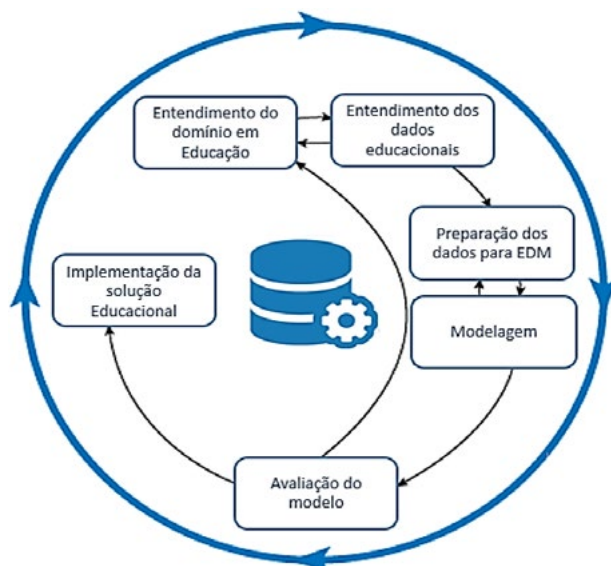 Entendimento do
domínio em
Educação
Entendimento dos
dados
educacionais
Preparação dos
dados para EDM
Modelagem
Avaliação do
modelo
Implementação da
solução
Educacional